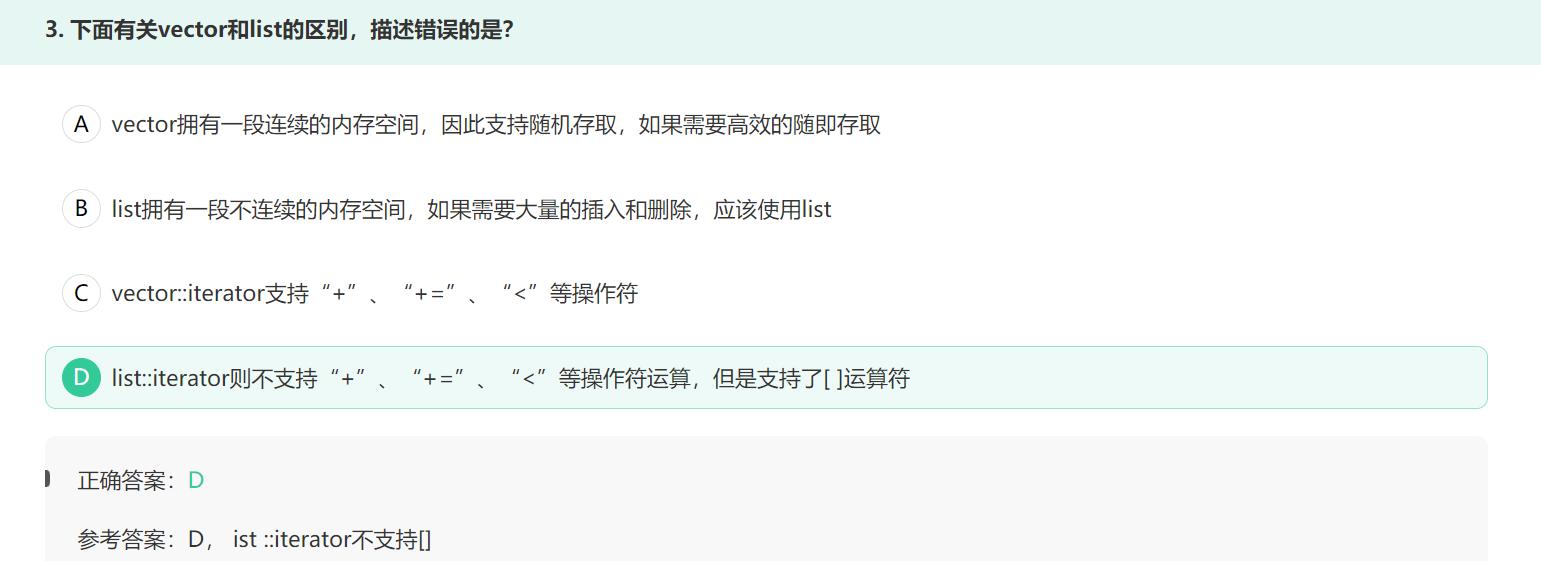 3. 下面有关vector和list的区别，描述错误的是？
A vector拥有一段连续的内存空间，因此支持随机存取，如果需要高效的随即存取
B list拥有一段不连续的内存空间，如果需要大量的插入和删除，应该使用list
C vector::iterator支持“+”、“+=”、“<”等操作符
D list::iterator则不支持“+”、“+=”、“<”等操作符运算，但是支持了[ ]运算符
正确答案：D
参考答案：D， ist ::iterator不支持[]